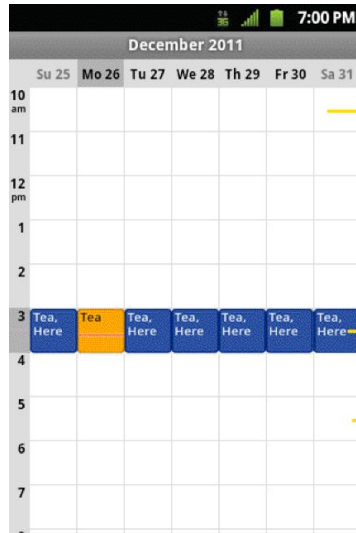 3G 7:00 PM
December 2011
Su 25 Mo 26 Tu 27 We 28 Th 29 Fr 30 Sa 31
10
am
11
12
pm
1
2
3 Tea, Tea Tea, Tea, Tea, Tea, Tea,
Here Here Here Here Here Here
4
5
6
7